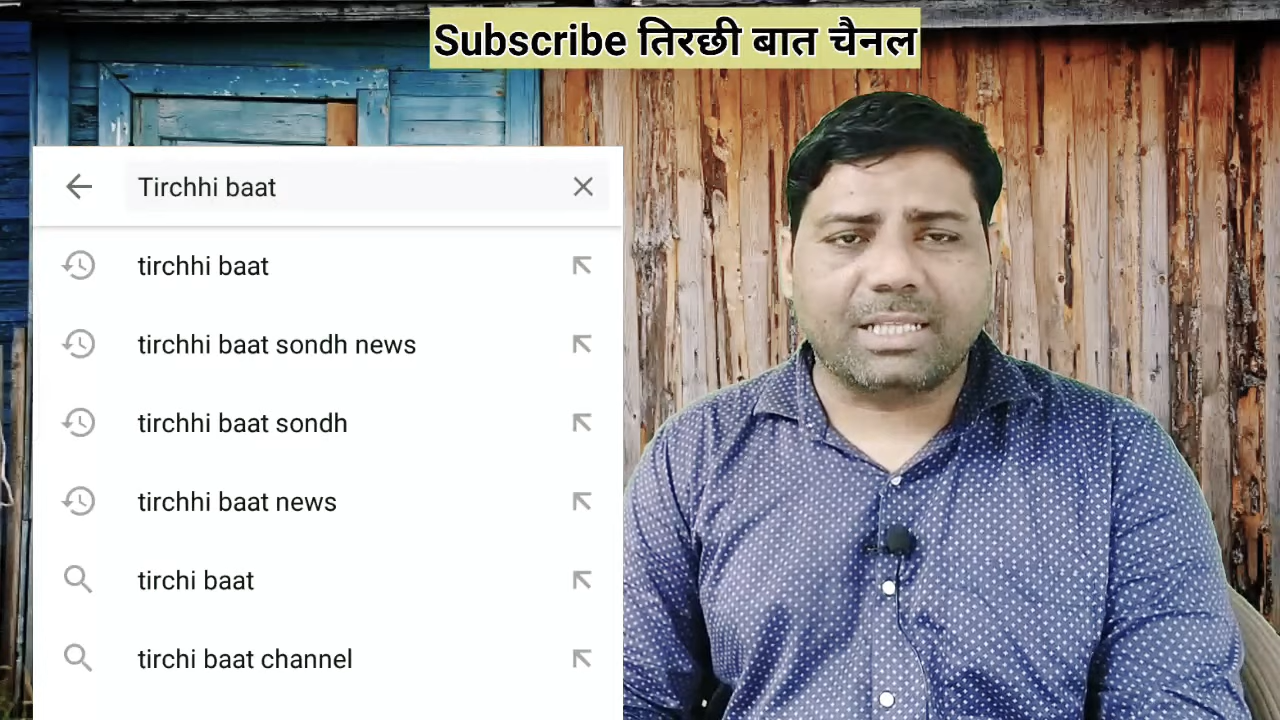 Subscribe तिरछी बात चैनल
Tirchhi baat
tirchhi baat
tirchhi baat sondh news
tirchhi baat sondh
tirchhi baat news
tirchi baat
tirchi baat channel